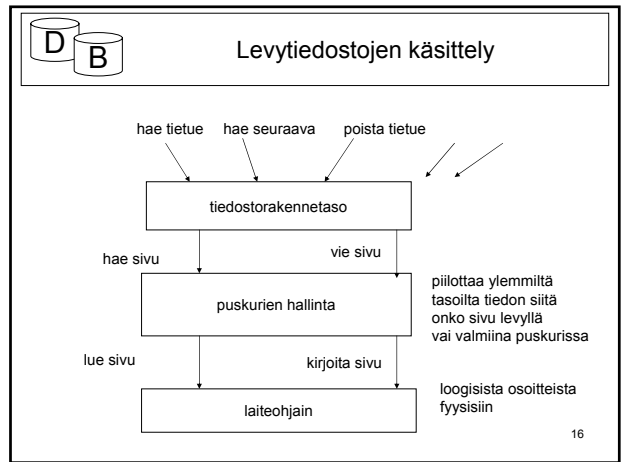 D
B
Levytiedostojen käsittely
hae tietue hae seuraava poista tietue
tiedostorakennetaso
hae sivu
vie sivu
puskurien hallinta
piilottaa ylemmiltä
tasoilta tiedon siitä
onko sivu levyllä
vai valmiina puskurissa
lue sivu
kirjoita sivu
laiteohjain
loogisista osoitteista
fyysisiin
16